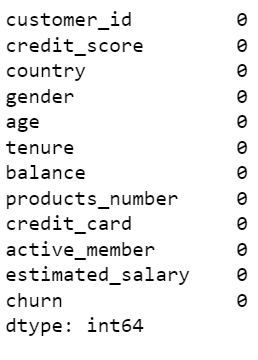 customer_id 0
credit_score 0
country 0
gender 0
age 0
tenure 0
balance 0
products_number 0
credit_card 0
active_member 0
estimated_salary 0
churn 0
dtype: int64